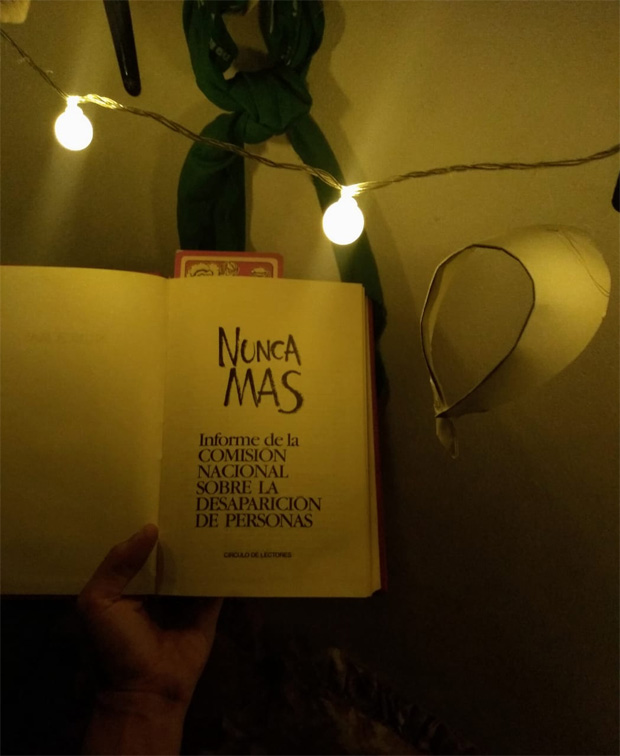 NUNCA
MAS
Informe de la
COMISION
NACIONAL
SOBRE LA
DESAPARICION
DE PERSONAS
CIRCULO DE LECTORES